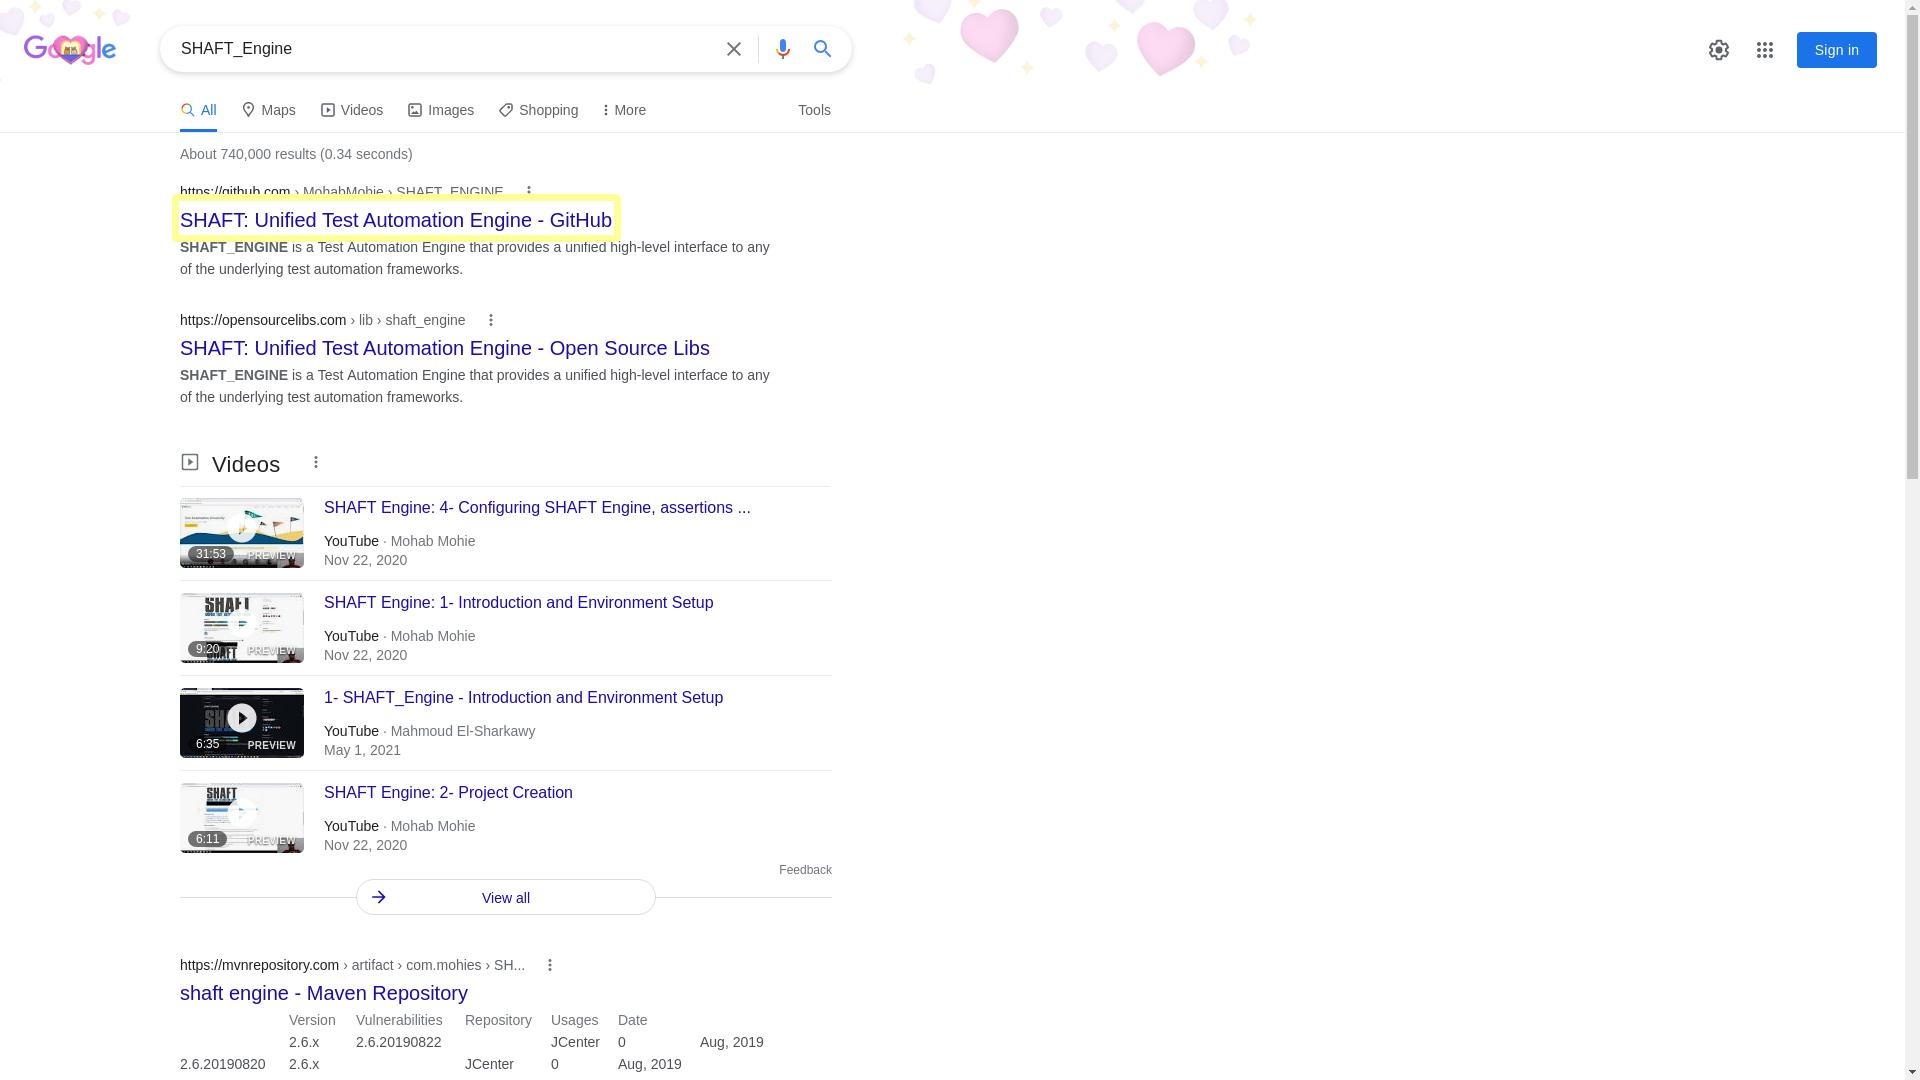 Google
SHAFT_Engine
Sign in
All
Maps
Videos
Images
Shopping
More
Tools
About 740,000 results (0.34 seconds)
https://github.com › MohabMohie › SHAFT_ENGINE
SHAFT: Unified Test Automation Engine - GitHub
SHAFT_ENGINE is a Test Automation Engine that provides a unified high-level interface to any
of the underlying test automation frameworks.
https://opensourcelibs.com › lib › shaft_engine
SHAFT: Unified Test Automation Engine - Open Source Libs
SHAFT_ENGINE is a Test Automation Engine that provides a unified high-level interface to any
of the underlying test automation frameworks.
Videos
SHAFT Engine: 4- Configuring SHAFT Engine, assertions ...
YouTube · Mohab Mohie
31:53 PREVIEW
Nov 22, 2020
SHAFT
SHAFT Engine: 1- Introduction and Environment Setup
YouTube · Mohab Mohie
9:20 PREVIEW
Nov 22, 2020
1- SHAFT_Engine - Introduction and Environment Setup
YouTube · Mahmoud El-Sharkawy
6:35 PREVIEW
May 1, 2021
SHAFT
SHAFT Engine: 2- Project Creation
YouTube · Mohab Mohie
6:11 PREVIEW
Nov 22, 2020
Feedback
View all
https://mvnrepository.com › artifact › com.mohies › SH...
shaft engine - Maven Repository
Version Vulnerabilities Repository Usages Date
2.6.x 2.6.20190822 JCenter 0 Aug, 2019
2.6.20190820 2.6.x JCenter 0 Aug, 2019